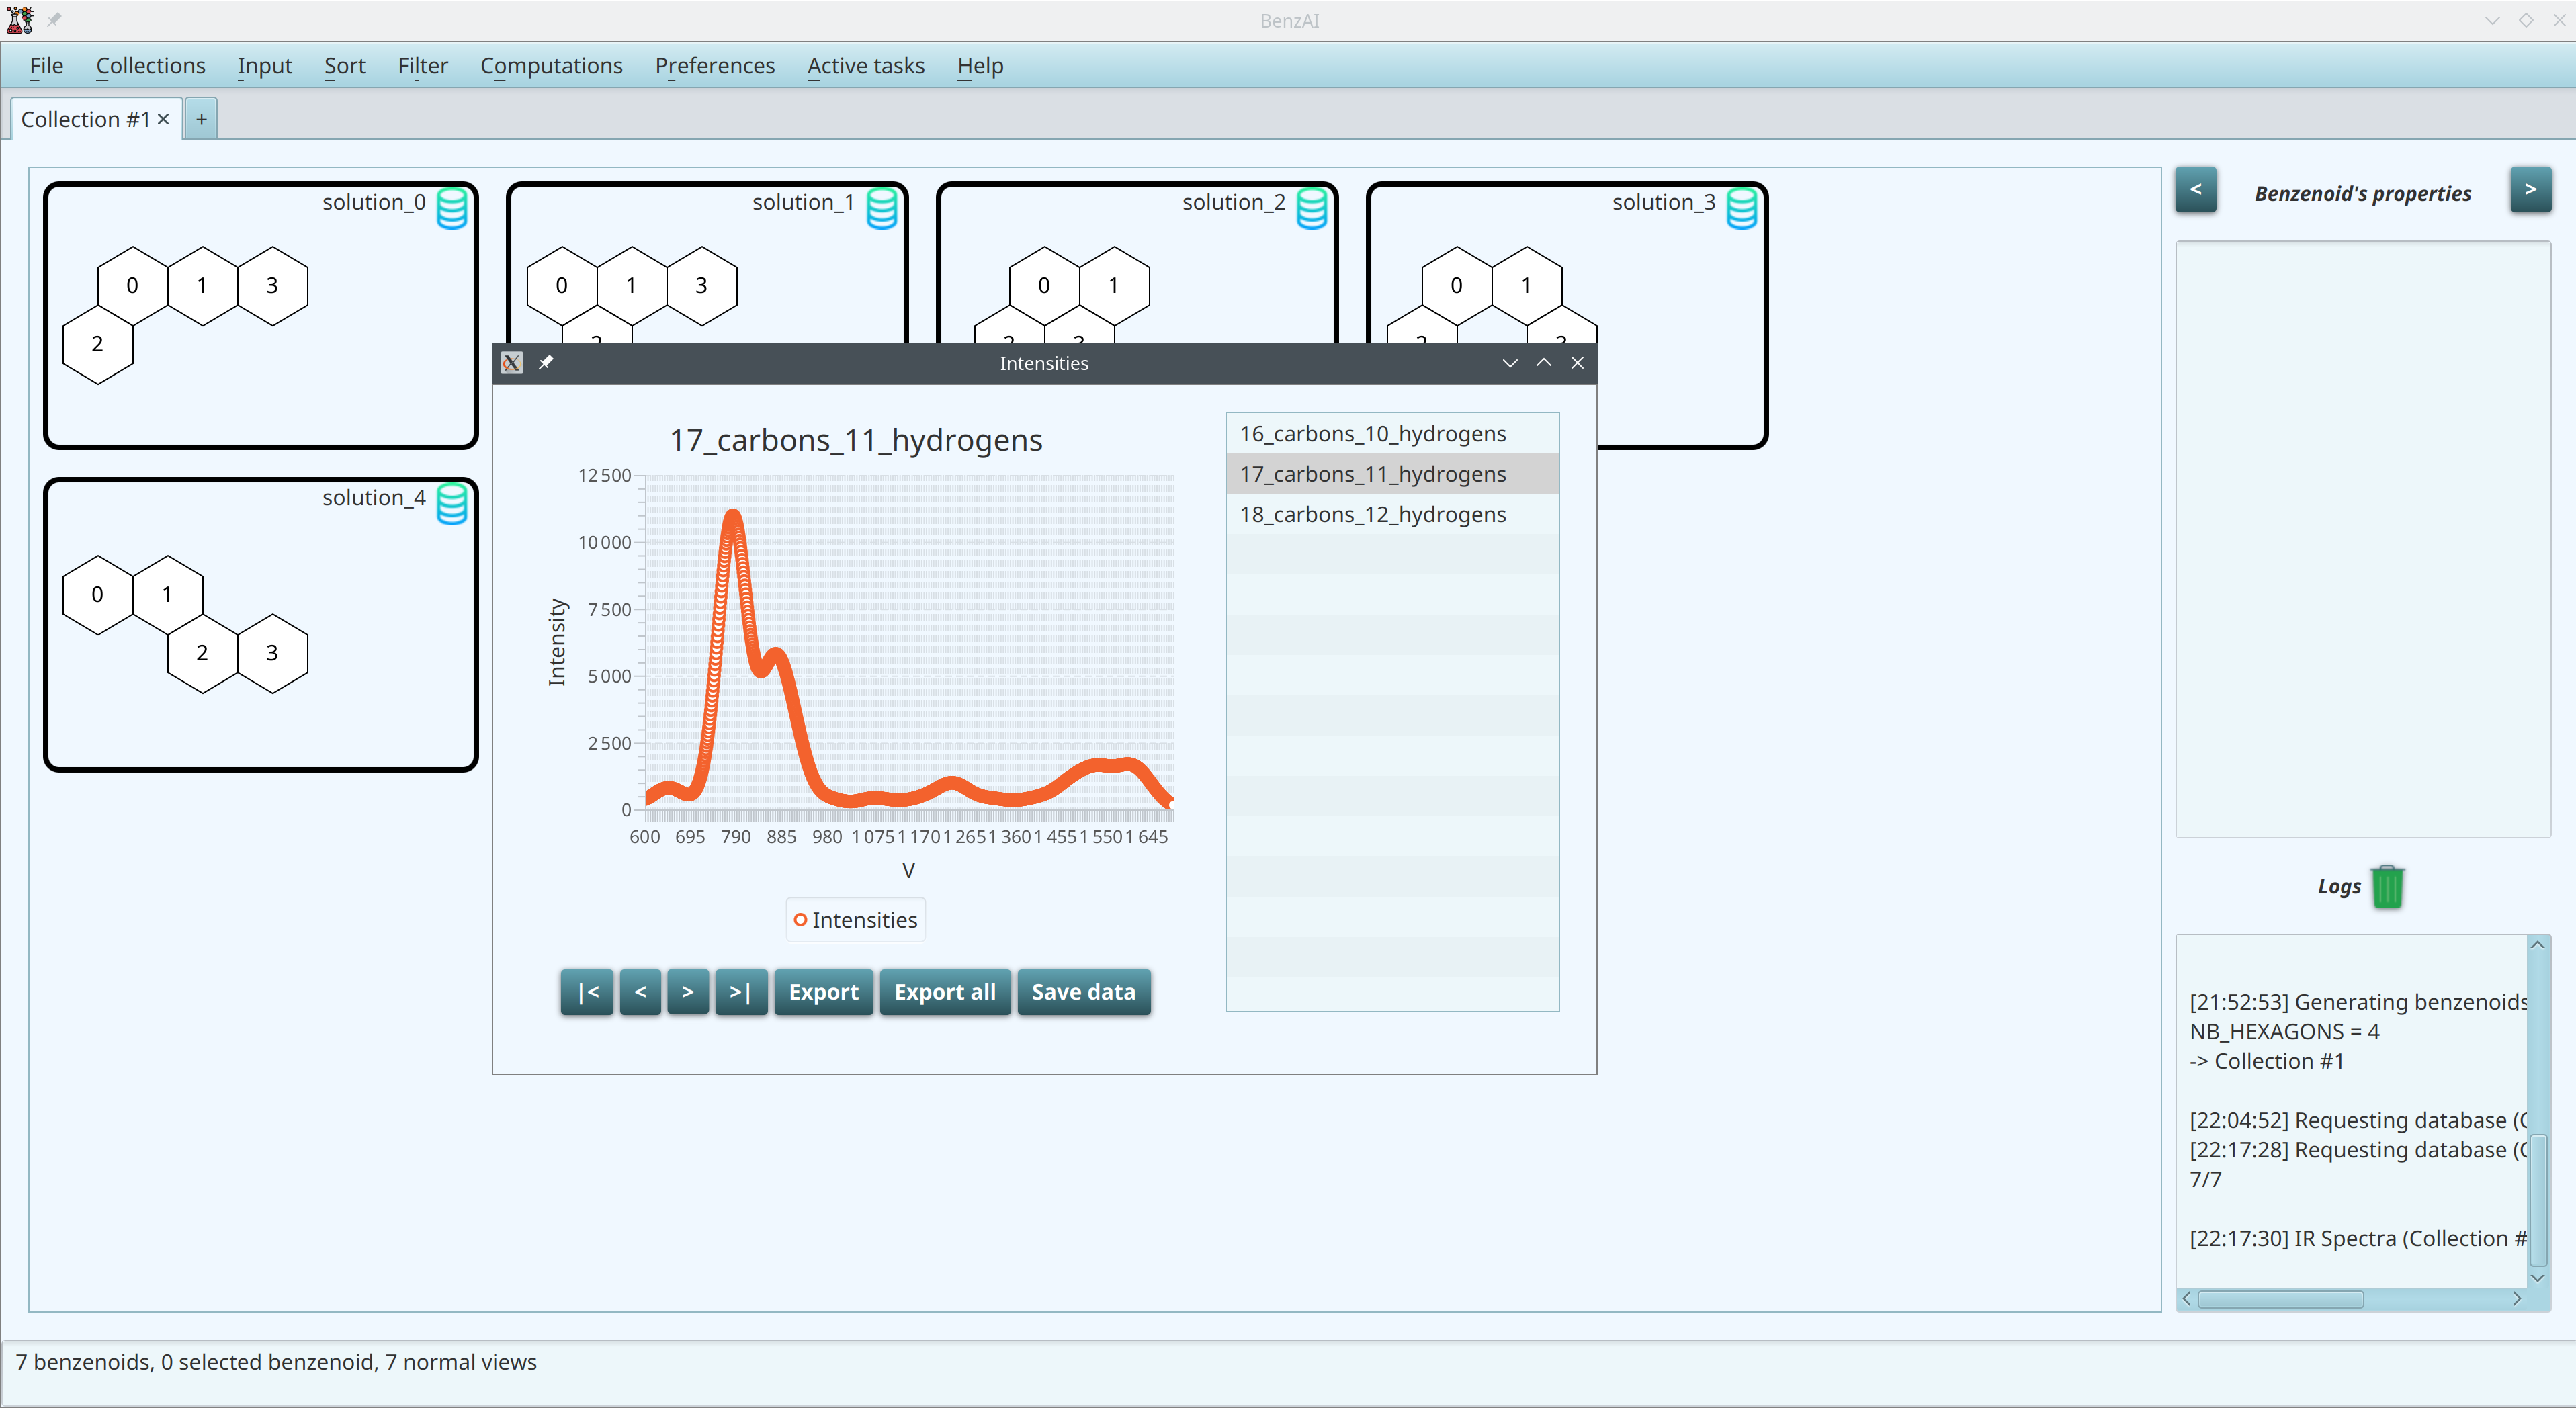 BenzAI
File Collections Input Sort Filter Computations Preferences Active tasks Help
Collection #1 × +
solution_0
0 1 3
2
solution_1
0 1 3
2
solution_2
0 1
2 3
solution_3
0 1
2 3
solution_4
0 1
2 3
Intensities
17_carbons_11_hydrogens
12 500
10 000
7 500
5 000
2 500
0
Intensity
600 695 790 885 980 1 075 1 170 1 265 1 360 1 455 1 550 1 645
V
Intensities
|< < > >| Export Export all Save data
16_carbons_10_hydrogens
17_carbons_11_hydrogens
18_carbons_12_hydrogens
< Benzenoid's properties >
Logs
[21:52:53] Generating benzenoids
NB_HEXAGONS = 4
-> Collection #1
[22:04:52] Requesting database (C
[22:17:28] Requesting database (C
7/7
[22:17:30] IR Spectra (Collection #
7 benzenoids, 0 selected benzenoid, 7 normal views